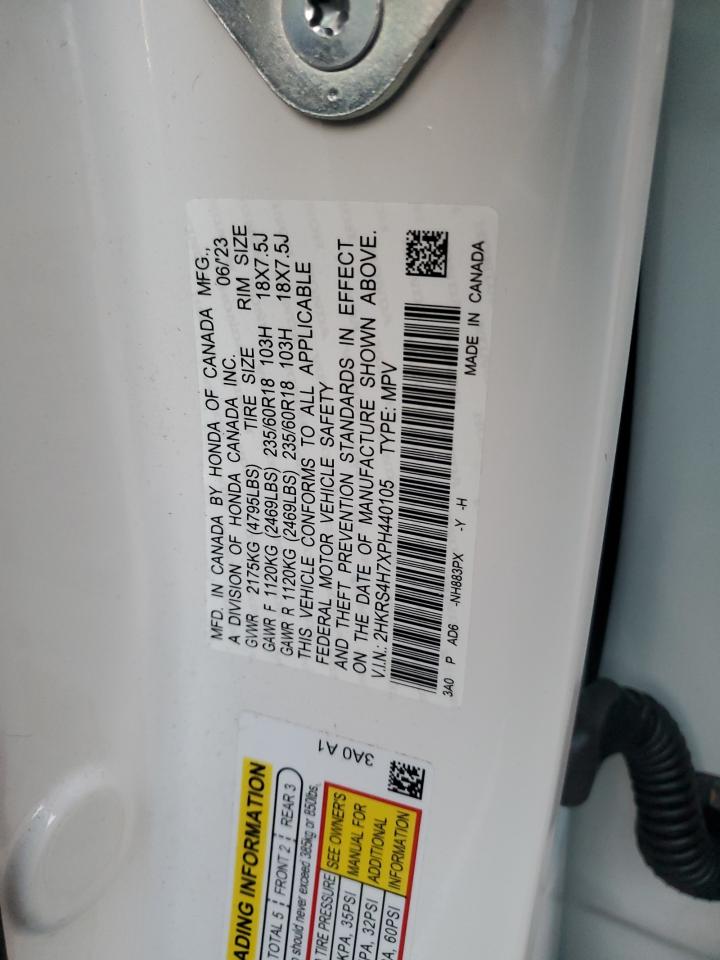 MFD. IN CANADA BY HONDA OF CANADA MFG.,
A DIVISION OF HONDA CANADA INC. 06/'23
GVWR 2175KG (4795LBS) TIRE SIZE RIM SIZE
GAWR F 1120KG (2469LBS) 235/60R18 103H 18X7.5J
GAWR R 1120KG (2469LBS) 235/60R18 103H 18X7.5J
THIS VEHICLE CONFORMS TO ALL APPLICABLE
FEDERAL MOTOR VEHICLE SAFETY
AND THEFT PREVENTION STANDARDS IN EFFECT
ON THE DATE OF MANUFACTURE SHOWN ABOVE.
V.I.N.: 2HKRS4H7XPH440105 TYPE: MPV
3A0 P AD6 -NH883PX -Y -H
MADE IN CANADA
3A0 A1
ADING INFORMATION
TOTAL 5 FRONT 2 REAR 3
should never exceed 385kg or 850lbs.
TIRE PRESSURE
KPA, 35PSI
PA, 32PSI
A, 60PSI
SEE OWNER'S
MANUAL FOR
ADDITIONAL
INFORMATION